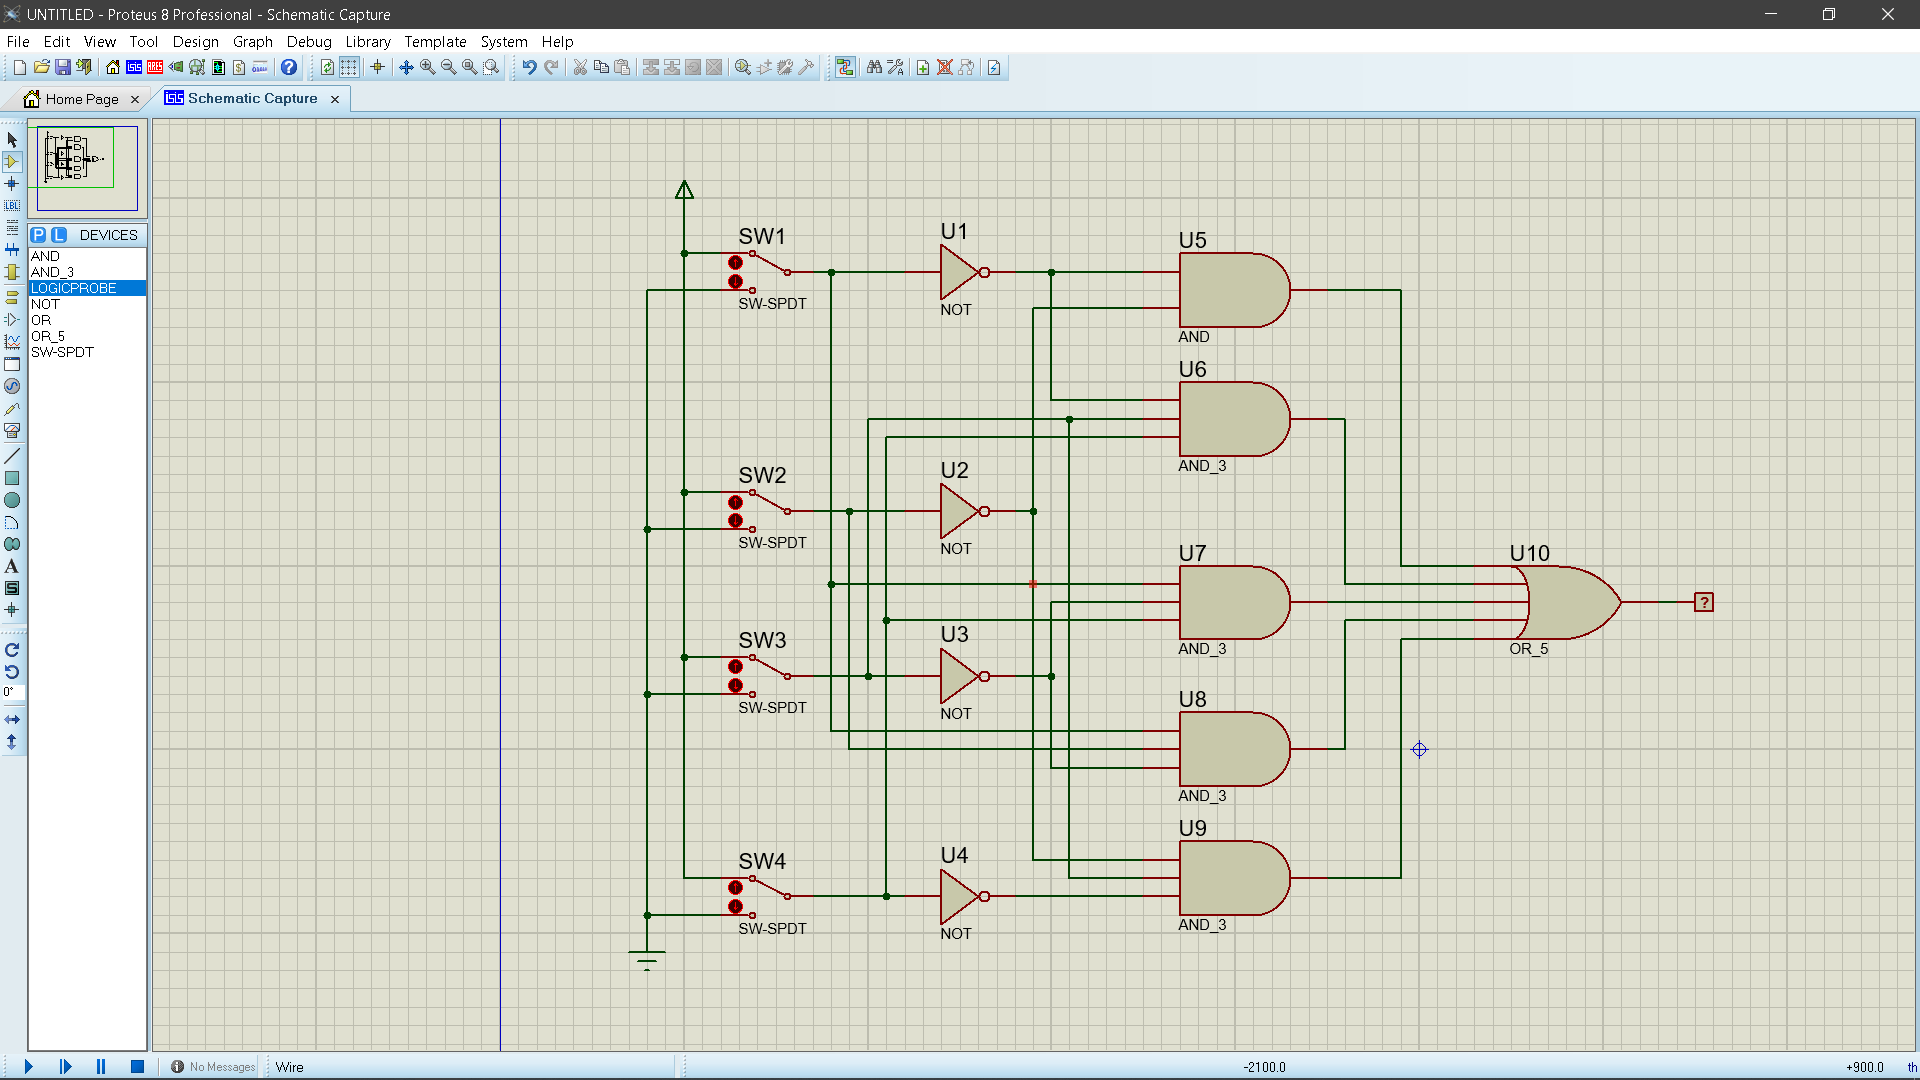 UNTITLED - Proteus 8 Professional - Schematic Capture
File Edit View Tool Design Graph Debug Library Template System Help
Home Page
Schematic Capture
P L DEVICES
AND
AND_3
LOGICPROBE
NOT
OR
OR_5
SW-SPDT
LBL
A
S
0°
SW1
SW-SPDT
U1
NOT
U5
AND
U6
AND_3
SW2
SW-SPDT
U2
NOT
U7
AND_3
U10
OR_5
?
SW3
SW-SPDT
U3
NOT
U8
AND_3
SW4
SW-SPDT
U4
NOT
U9
AND_3
No Messages
Wire
-2100.0
+900.0
th